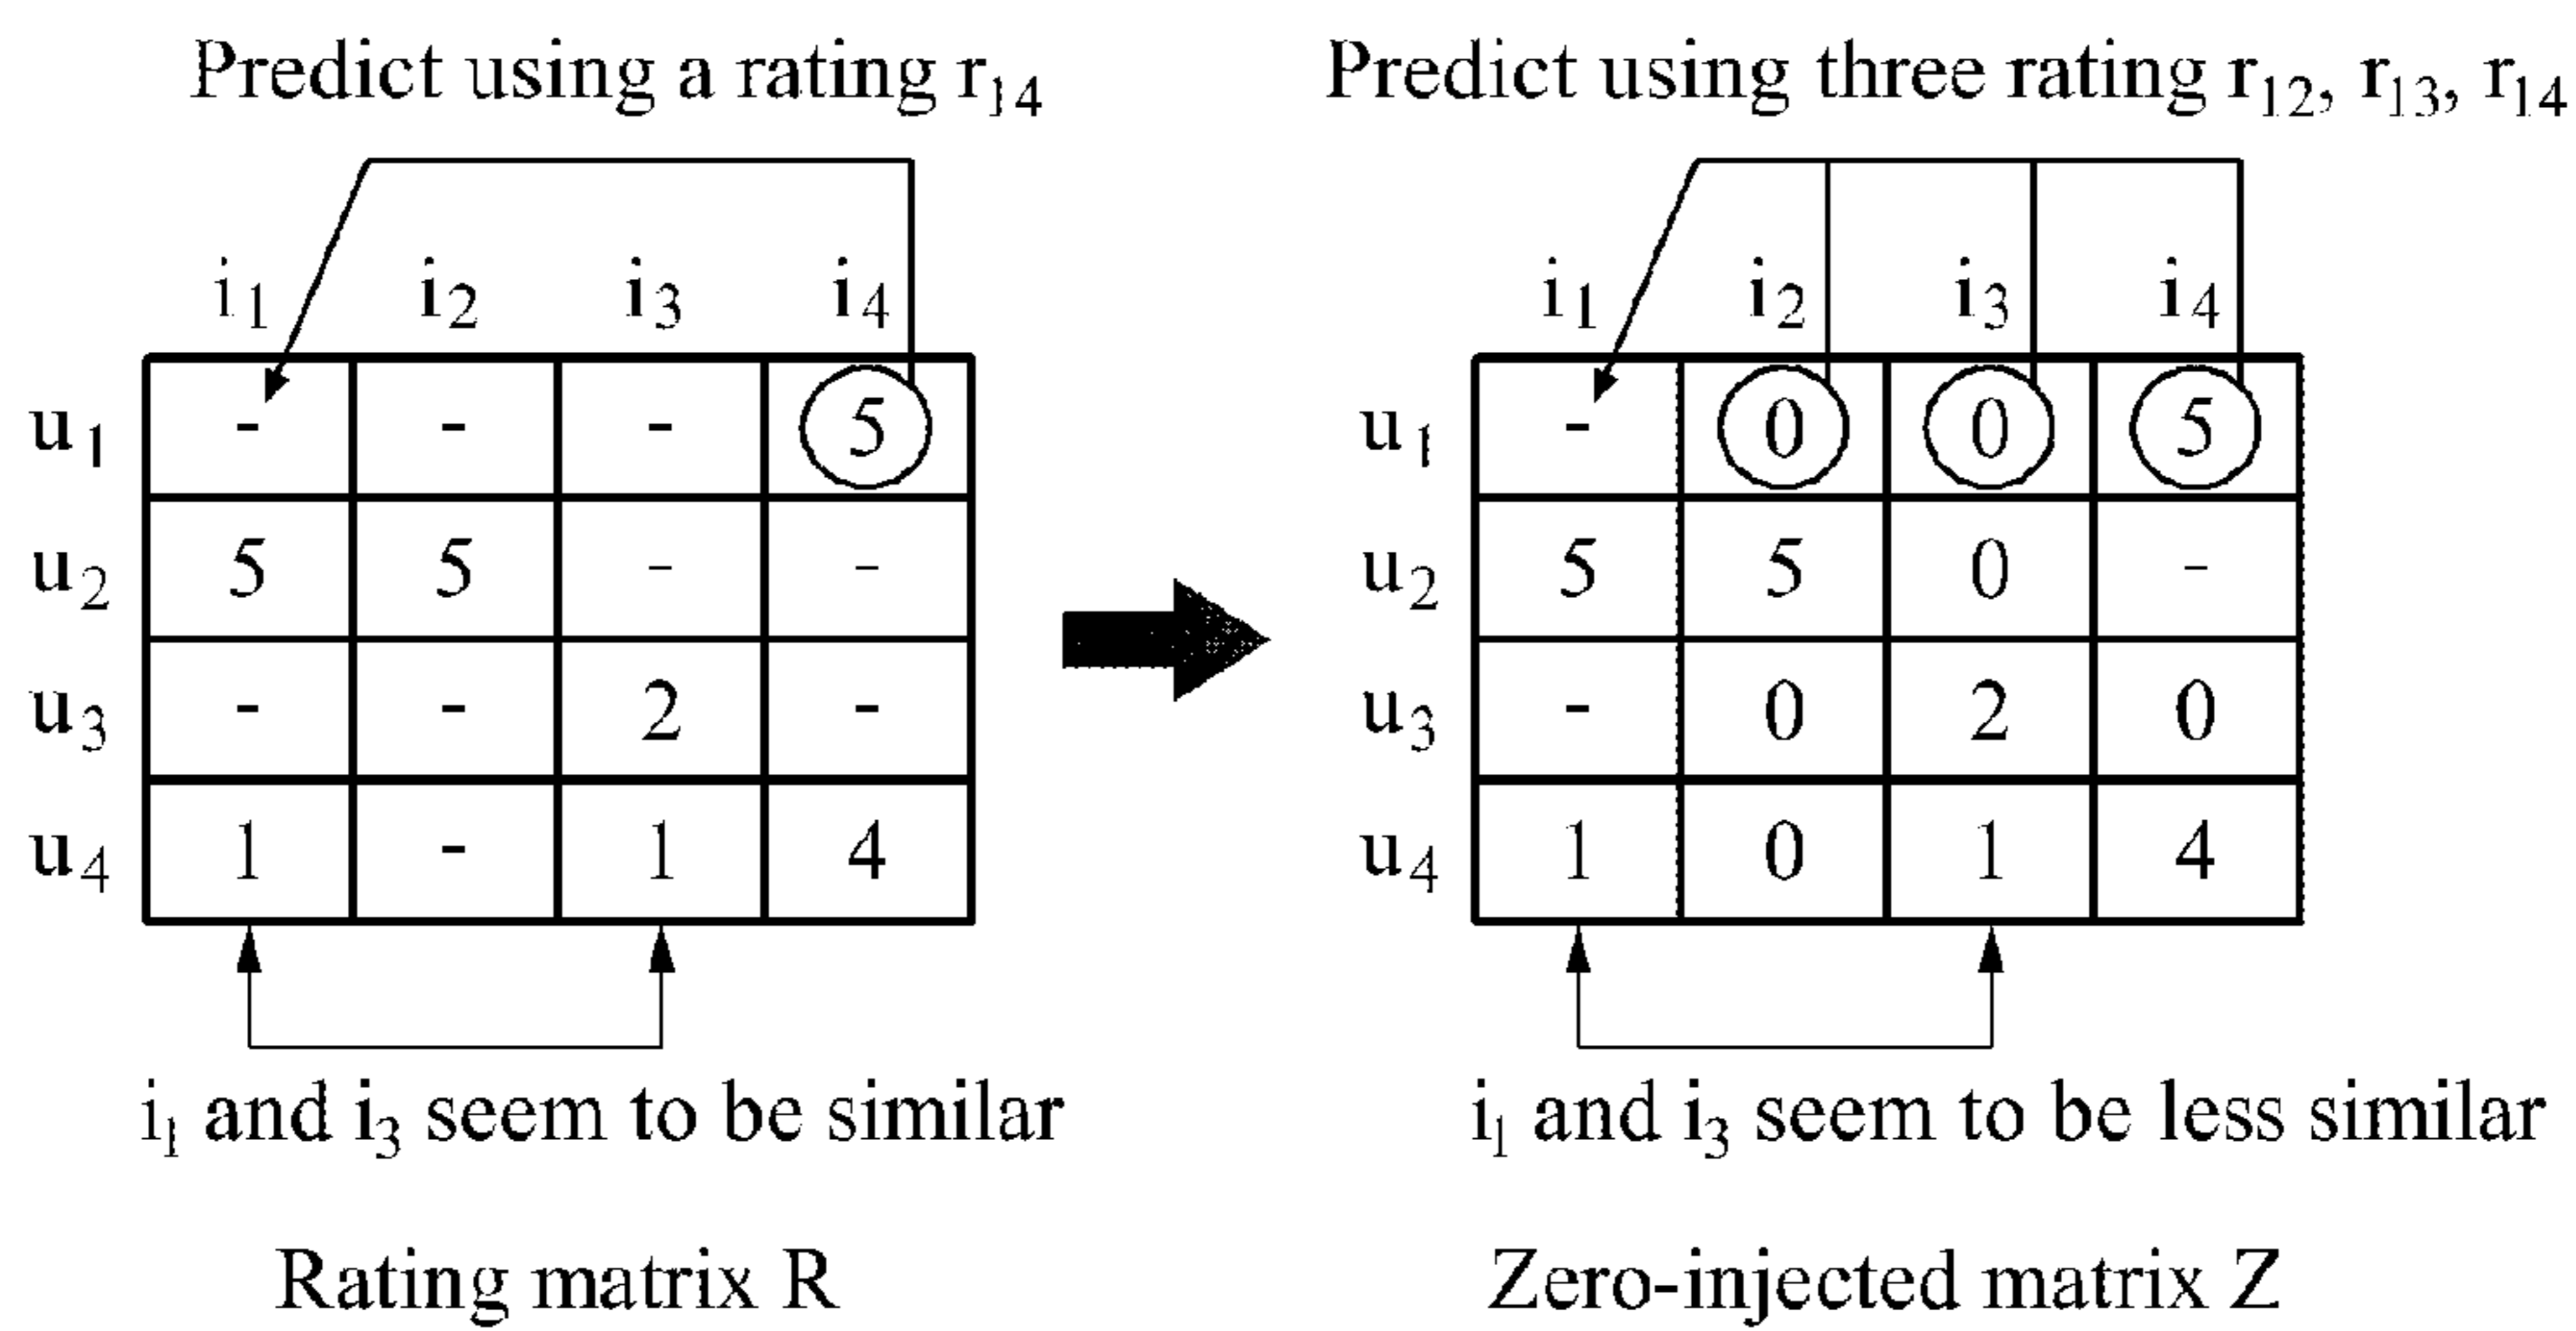 Predict using a rating r14 Predict using three rating r12, r13, r14
i1 i2 i3 i4 i1 i2 i3 i4
u1 - - - 5 u1 - 0 0 5
u2 5 5 - - u2 5 5 0 -
u3 - - 2 - u3 - 0 2 0
u4 1 - 1 4 u4 1 0 1 4
i1 and i3 seem to be similar i1 and i3 seem to be less similar
Rating matrix R Zero-injected matrix Z